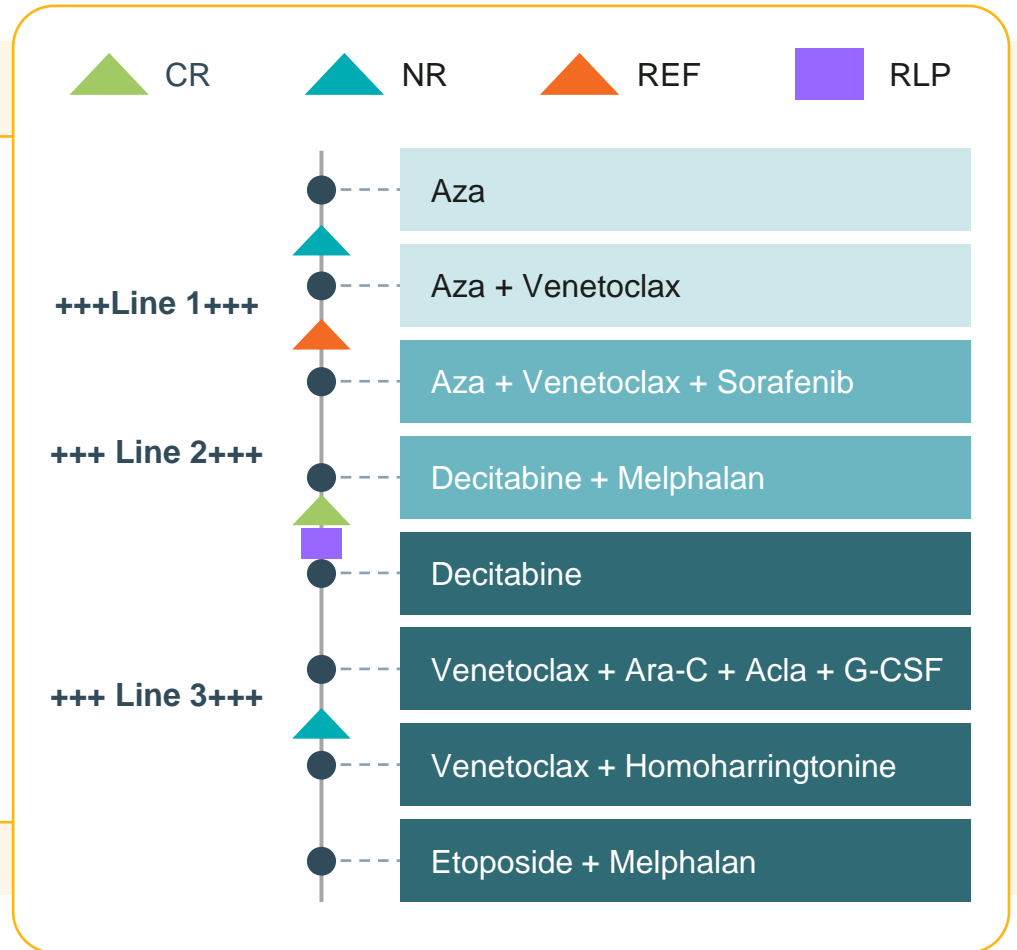 CR NR REF RLP
Aza
+++Line 1+++
Aza + Venetoclax
Aza + Venetoclax + Sorafenib
+++ Line 2+++
Decitabine + Melphalan
Decitabine
+++ Line 3+++
Venetoclax + Ara-C + Acla + G-CSF
Venetoclax + Homoharringtonine
Etoposide + Melphalan